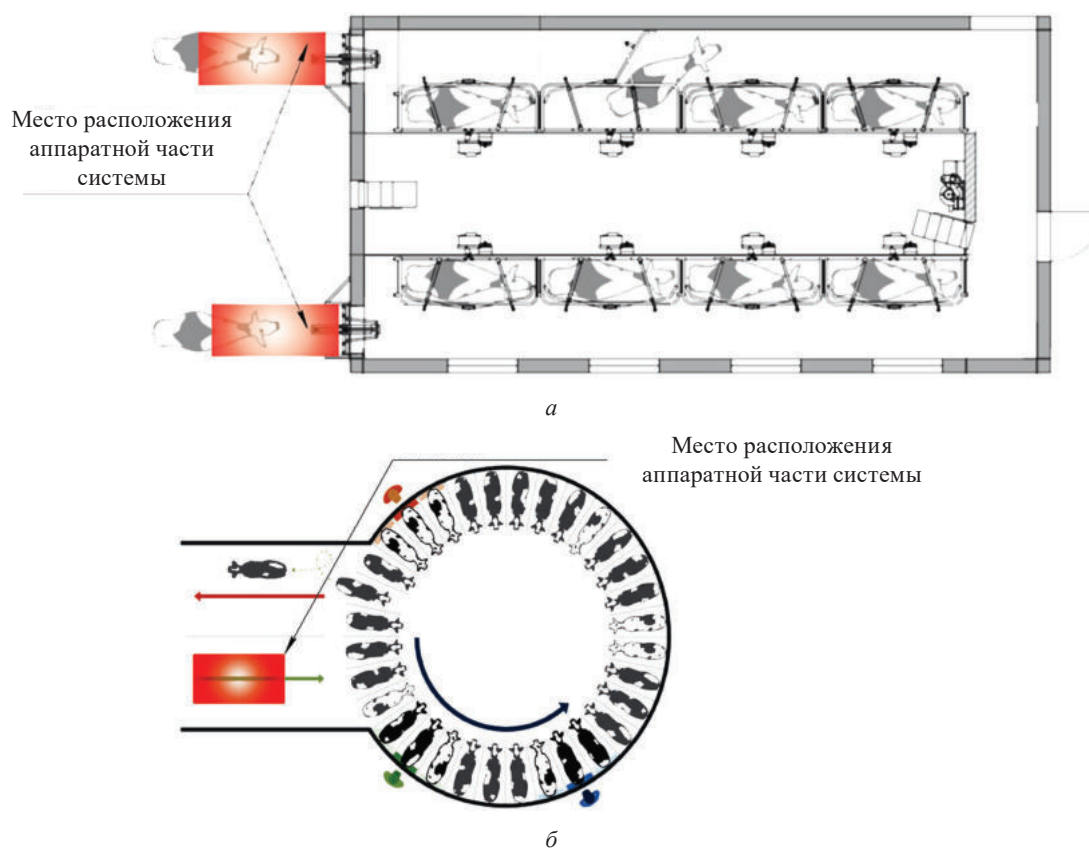 Место расположения
аппаратной части
системы
а
Место расположения
аппаратной части системы
б